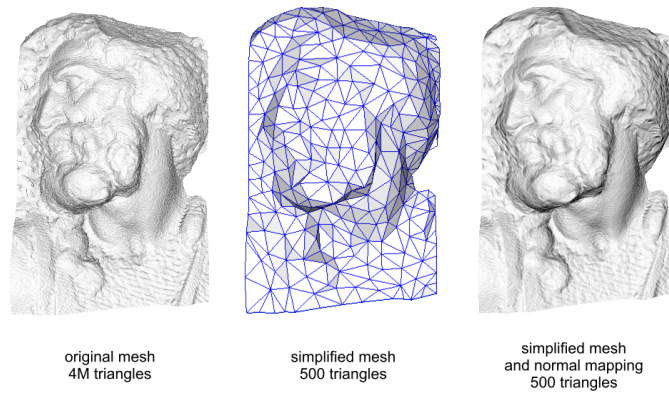 original mesh
4M triangles
simplified mesh
500 triangles
simplified mesh
and normal mapping
500 triangles